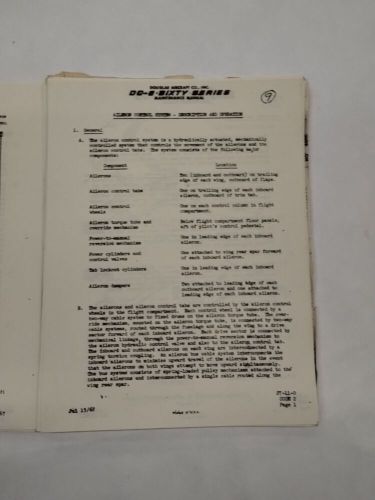 DOUGLAS AIRCRAFT CO., INC.
DC-8-SIXTY SERIES
MAINTENANCE MANUAL
9
AILERON CONTROL SYSTEM - DESCRIPTION AND OPERATION
1. General
A. The aileron control system is a hydraulically actuated, mechanically
controlled system that controls the movement of the ailerons and the
aileron control tabs. The system consists of the following major
components:
Component Location
Ailerons Two (inboard and outboard) on trailing
edge of each wing, outboard of flaps.
Aileron control tabs One on trailing edge of each inboard
aileron, outboard of trim tab.
Aileron control One on each control column in flight
wheels compartment.
Aileron torque tube and Below flight compartment floor panels,
override mechanism aft of pilot's control pedestal.
Power-to-manual One in leading edge of each inboard
reversion mechanism aileron.
Power cylinders and One attached to wing rear spar forward
control valves of each inboard aileron.
Tab lockout cylinders One in leading edge of each inboard
aileron.
Aileron dampers Two attached to leading edge of each
outboard aileron and one attached to
leading edge of each inboard aileron.
B. The ailerons and aileron control tabs are controlled by the aileron control
wheels in the flight compartment. Each control wheel is connected by a
two-way cable system to fixed drums on the aileron torque tube. The over-
ride mechanism, mounted on the aileron torque tube, is connected by two-way
cable systems, routed through the fuselage and along the wing to a drive
sector forward of each inboard aileron. Each drive sector is connected by
mechanical linkage, through the power-to-manual reversion mechanism to
the aileron hydraulic control valve and also to the aileron control tab.
The inboard and outboard ailerons on each wing are interconnected by a
spring torsion coupling. An aileron bus cable system interconnects the
inboard ailerons to minimize upward travel of the ailerons in the event
that the ailerons on both wings attempt to move upward simultaneously.
The bus system consists of spring-loaded pulley mechanisms attached to the
inboard ailerons and interconnected by a single cable routed along the
wing rear spar.
27-11-0
CODE 2
Jul 15/67 Page 1